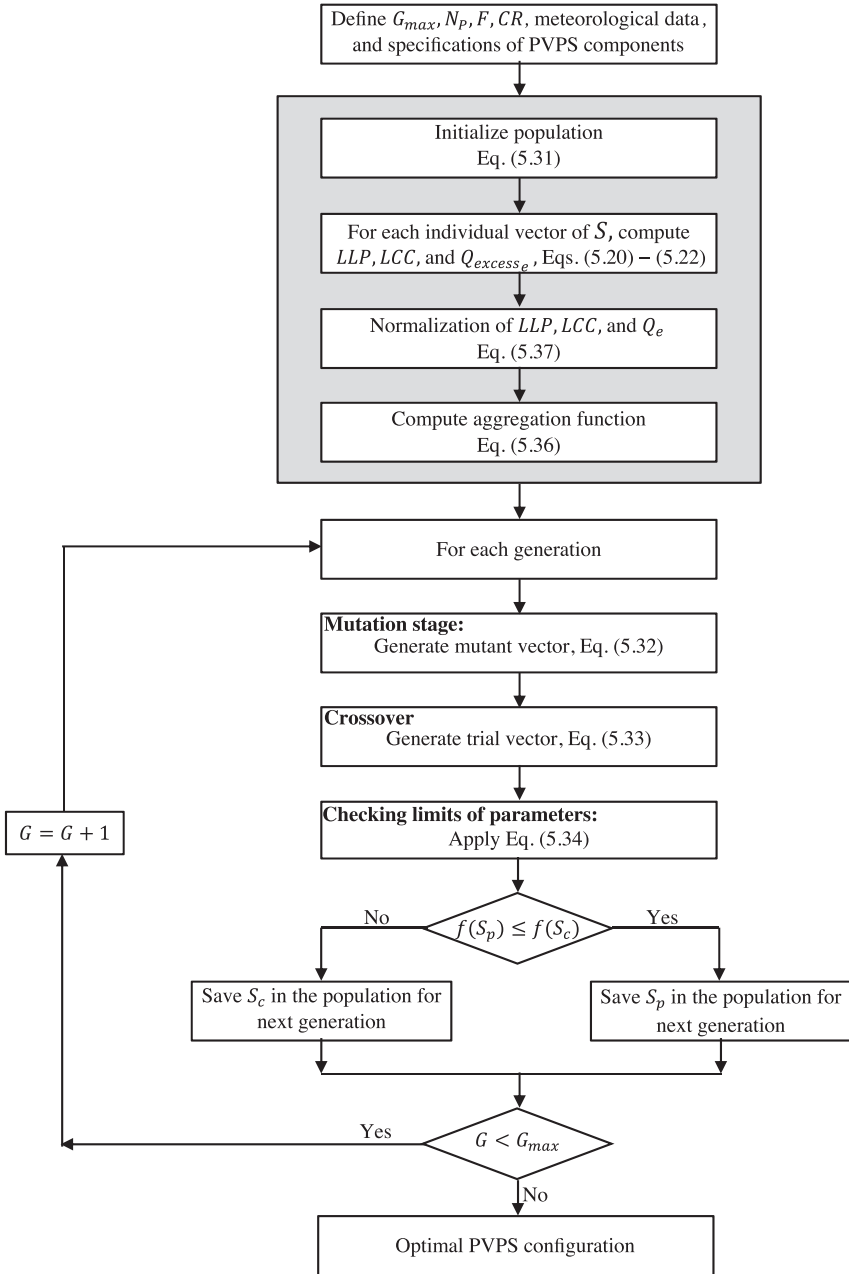 Define G_max, N_P, F, CR, meteorological data,
and specifications of PVPS components
Initialize population
Eq. (5.31)
For each individual vector of S, compute
LLP, LCC, and Q_excess_e, Eqs. (5.20) – (5.22)
Normalization of LLP, LCC, and Q_e
Eq. (5.37)
Compute aggregation function
Eq. (5.36)
For each generation
Mutation stage:
Generate mutant vector, Eq. (5.32)
Crossover
Generate trial vector, Eq. (5.33)
Checking limits of parameters:
Apply Eq. (5.34)
G = G + 1
No
f(S_p) ≤ f(S_c)
Yes
Save S_c in the population for
next generation
Save S_p in the population for
next generation
Yes
G < G_max
No
Optimal PVPS configuration